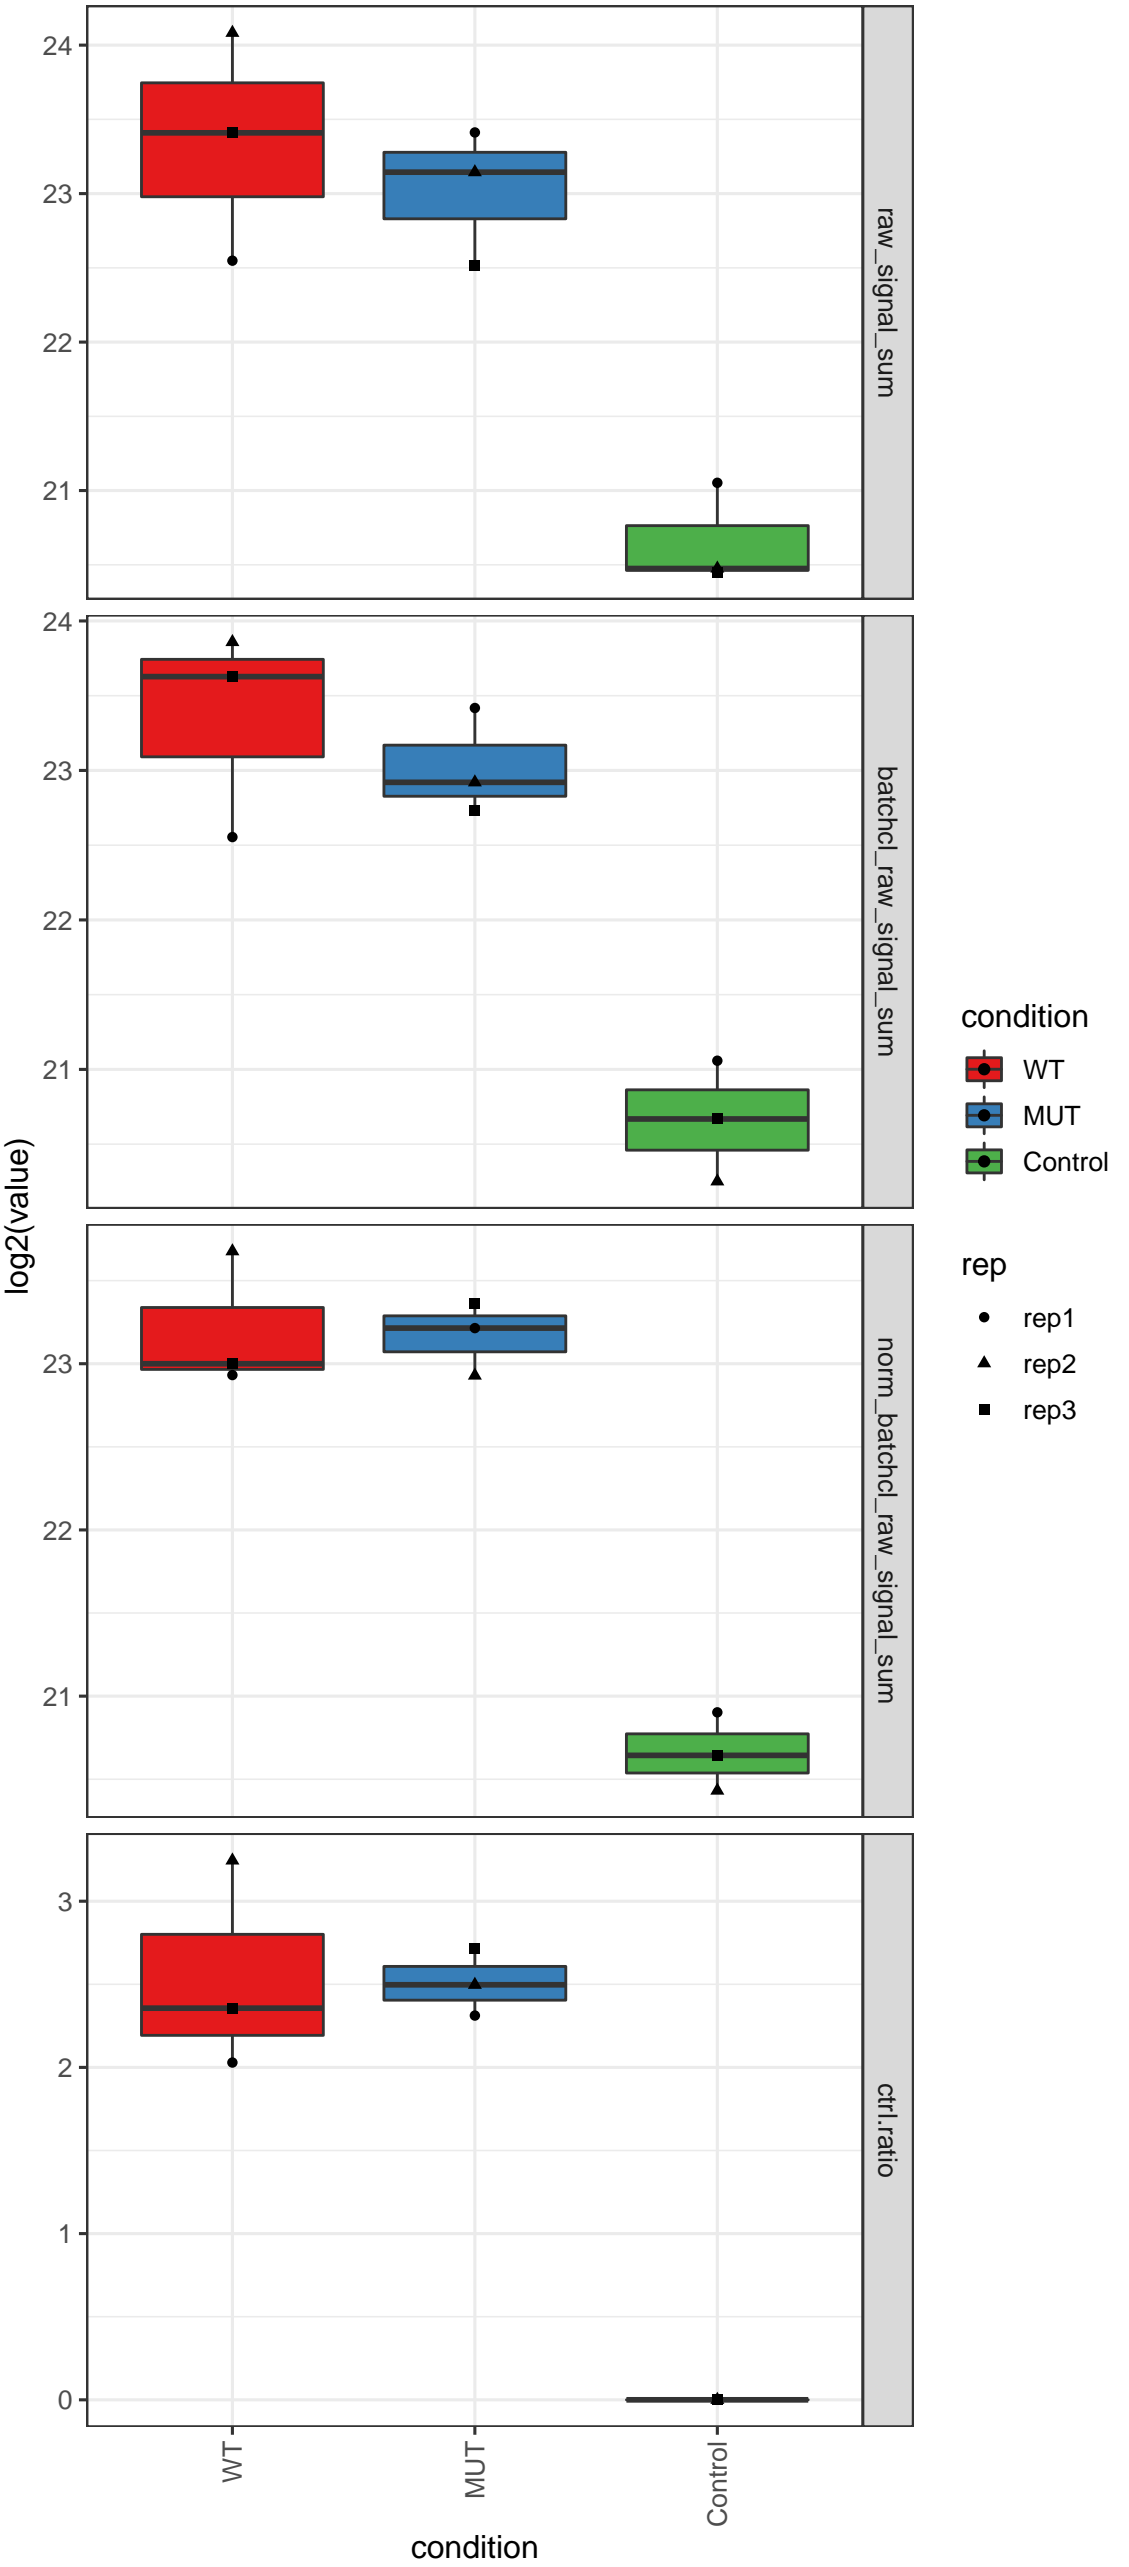 log2(value)
24
23
22
21
raw_signal_sum
24
23
22
21
batchcl_raw_signal_sum
23
22
21
norm_batchcl_raw_signal_sum
3
2
1
0
ctrl.ratio
WT
MUT
Control
condition
condition
WT
MUT
Control
rep
rep1
rep2
rep3